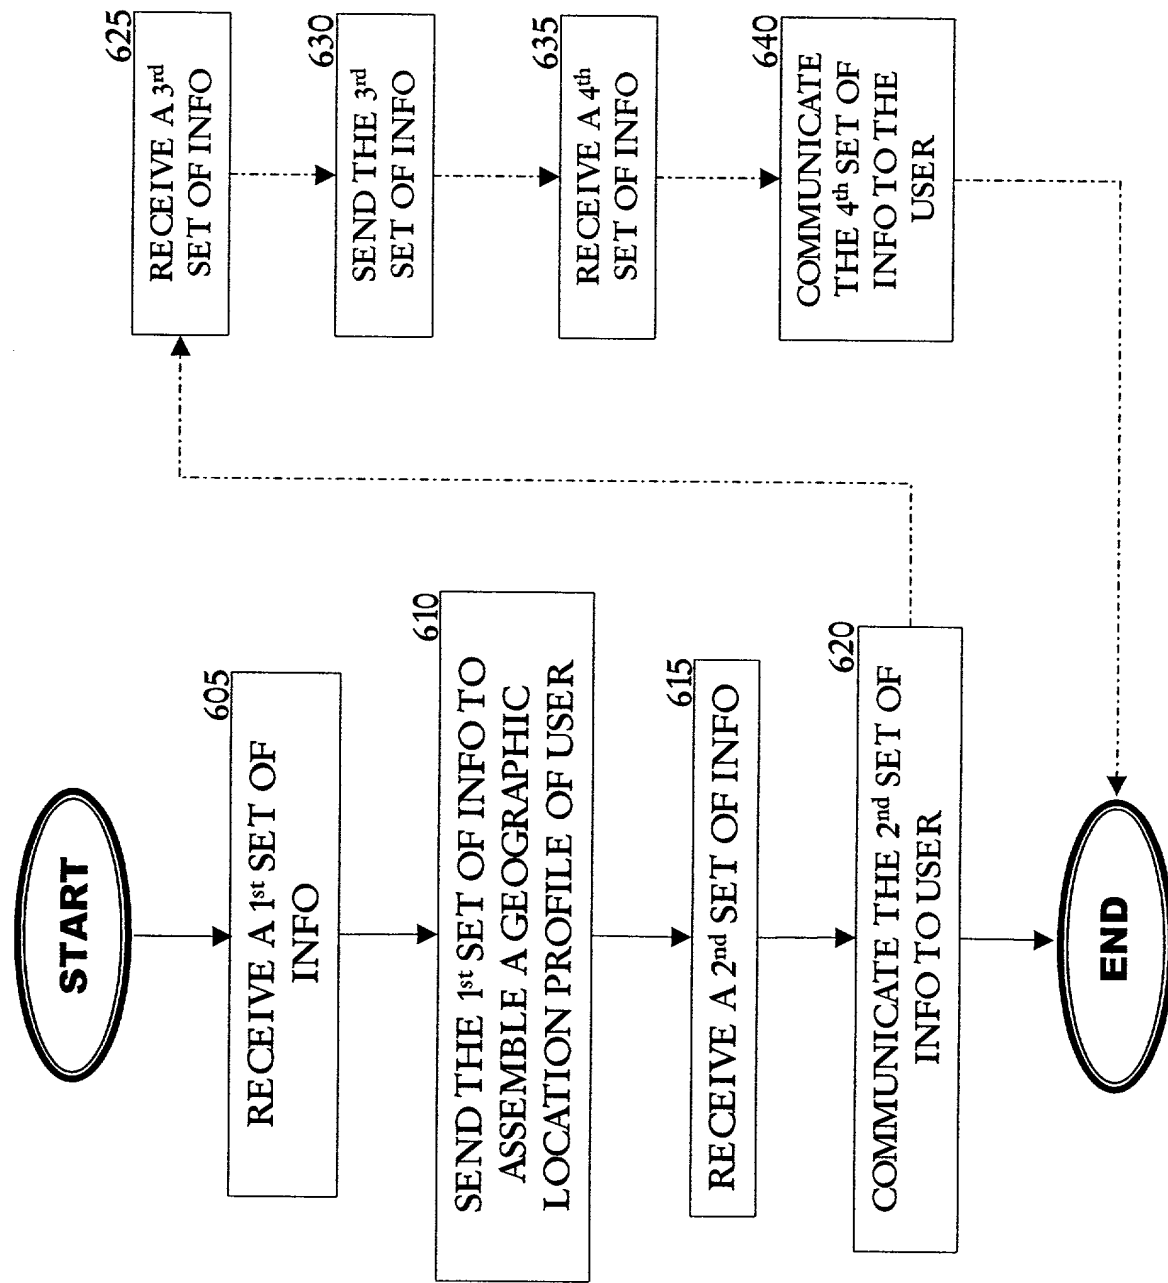 START
605
RECEIVE A 1st SET OF
INFO
610
SEND THE 1st SET OF INFO TO
ASSEMBLE A GEOGRAPHIC
LOCATION PROFILE OF USER
615
RECEIVE A 2nd SET OF INFO
620
COMMUNICATE THE 2nd SET OF
INFO TO USER
END
625
RECEIVE A 3rd
SET OF INFO
630
SEND THE 3rd
SET OF INFO
635
RECEIVE A 4th
SET OF INFO
640
COMMUNICATE
THE 4th SET OF
INFO TO THE
USER